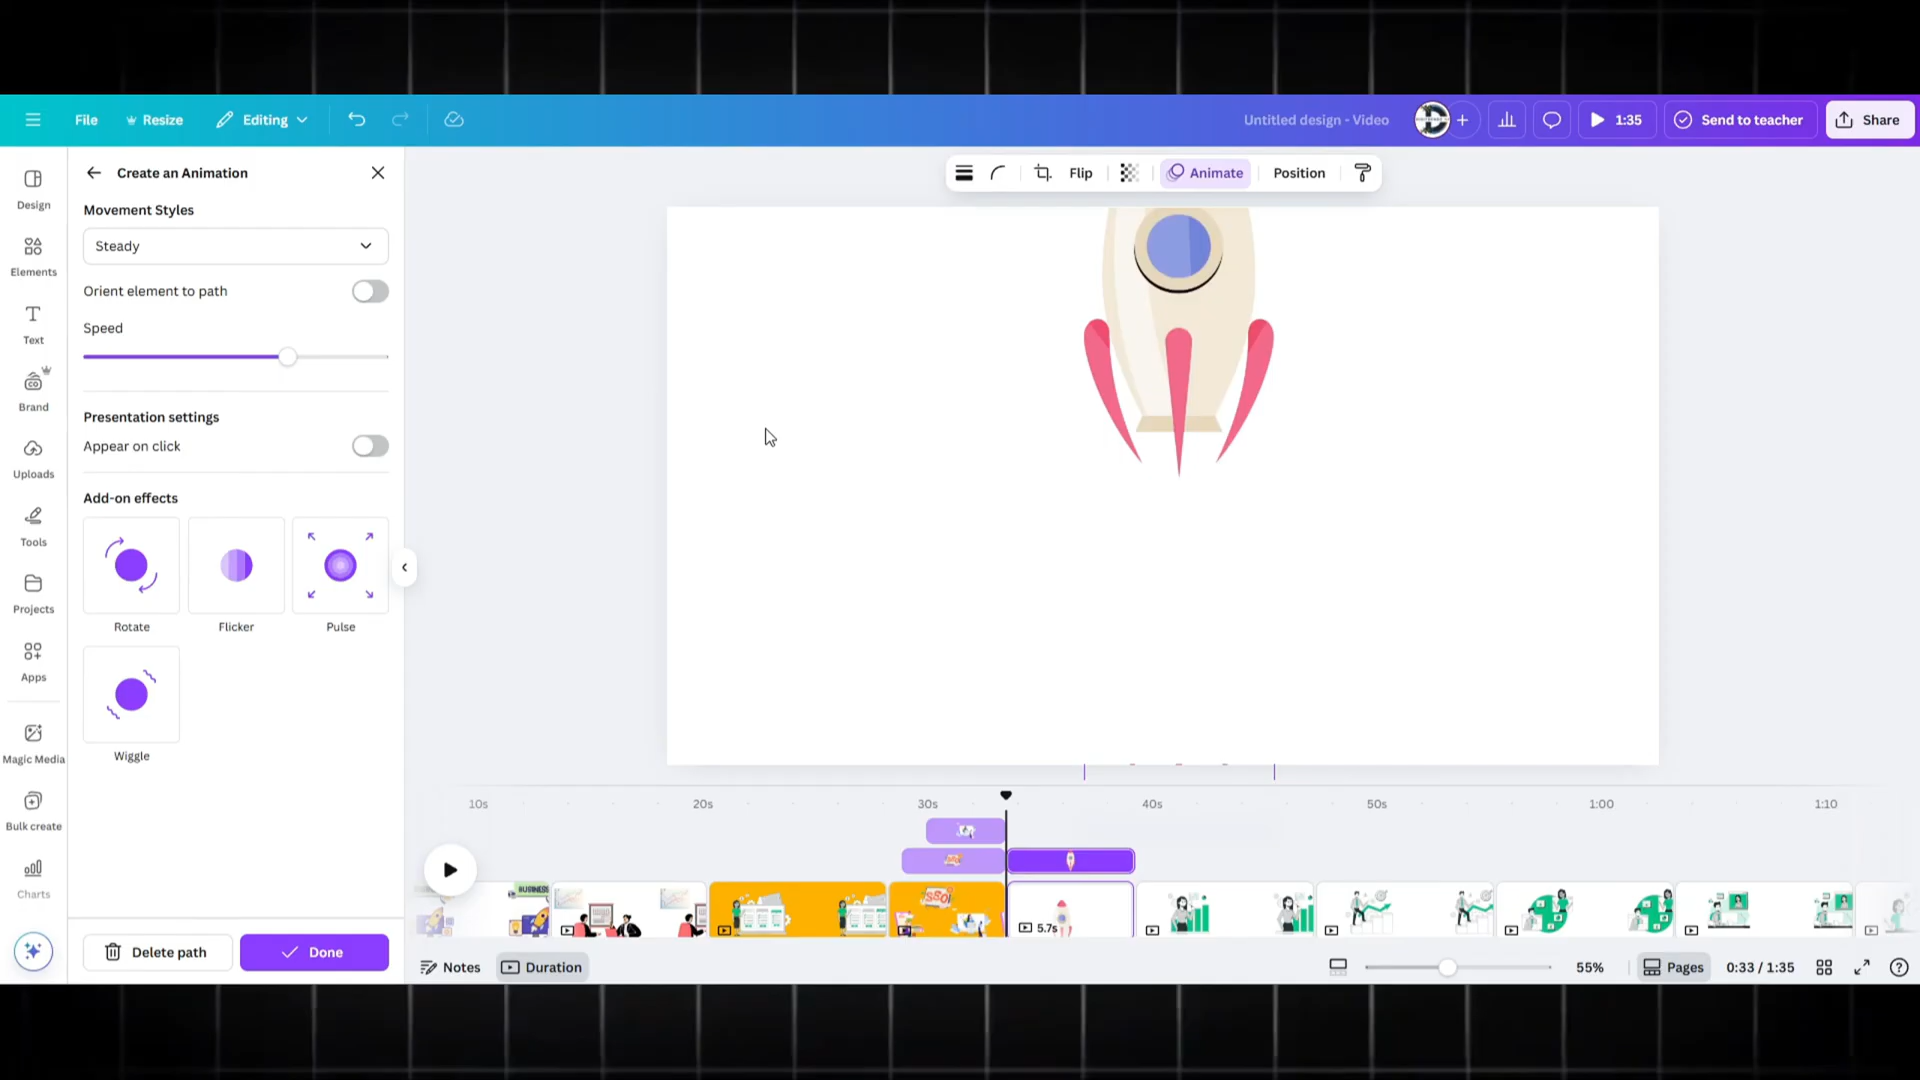 File
Resize
Editing
Untitled design - Video
1:35
Send to teacher
Share
Design
Elements
Text
Brand
Uploads
Tools
Projects
Apps
Magic Media
Bulk create
Charts
Create an Animation
Movement Styles
Steady
Orient element to path
Speed
Presentation settings
Appear on click
Add-on effects
Rotate
Flicker
Pulse
Wiggle
Delete path
Done
Flip
Animate
Position
10s
20s
30s
40s
50s
1:00
1:10
BUSINESS
5.7s
Notes
Duration
55%
Pages
0:33 / 1:35